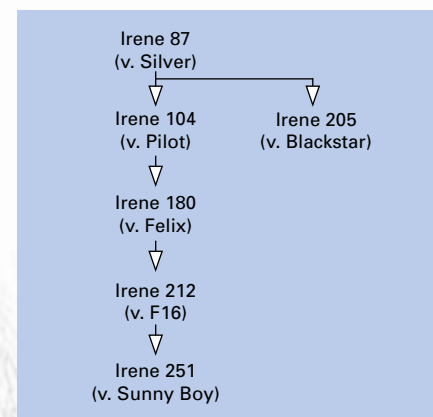 Irene 87
(v. Silver)
Irene 104
(v. Pilot)
Irene 205
(v. Blackstar)
Irene 180
(v. Felix)
Irene 212
(v. F16)
Irene 251
(v. Sunny Boy)